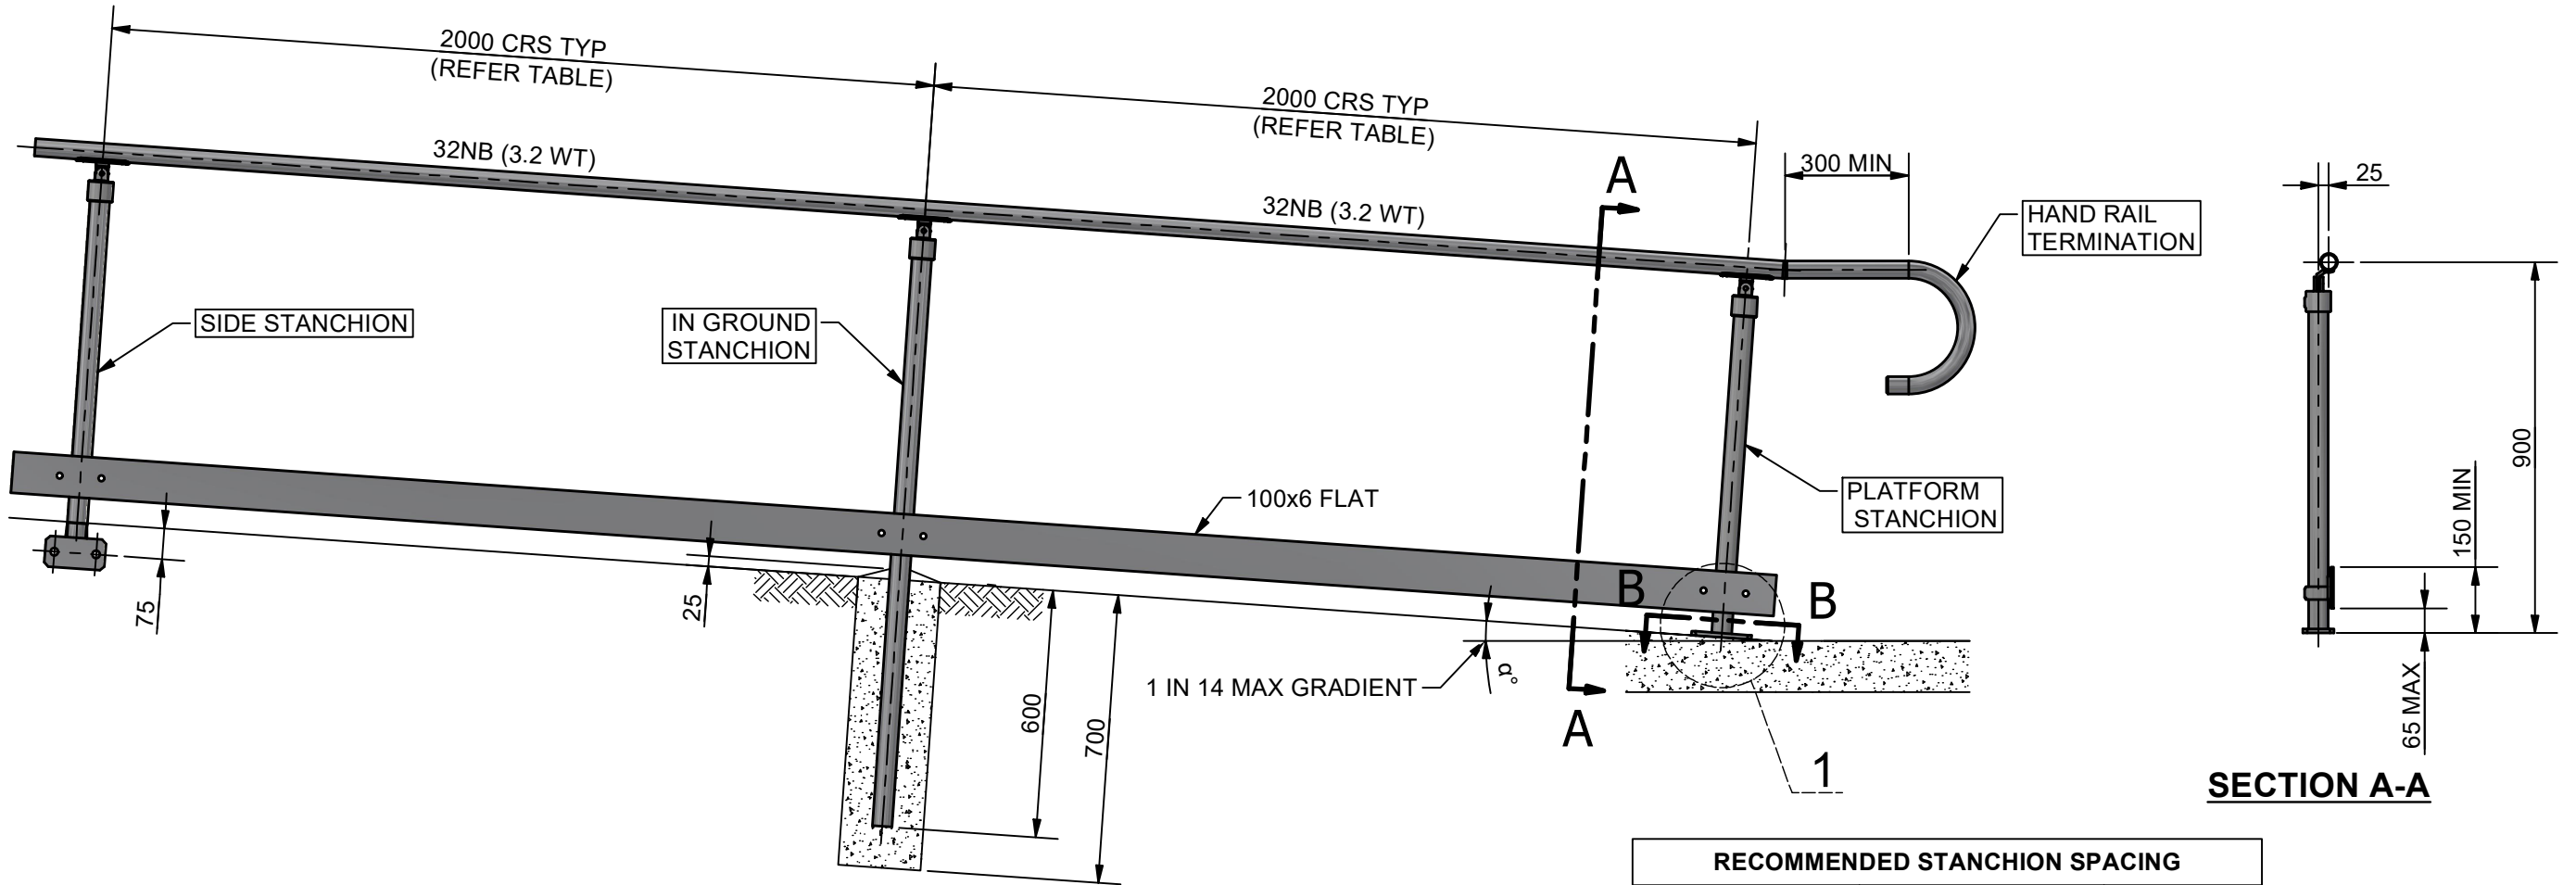 2000 CRS TYP
(REFER TABLE)
2000 CRS TYP
(REFER TABLE)
32NB (3.2 WT)
32NB (3.2 WT)
A
300 MIN
25
HAND RAIL
TERMINATION
SIDE STANCHION
IN GROUND
STANCHION
900
100x6 FLAT
PLATFORM
STANCHION
150 MIN
75
25
B
B
1 IN 14 MAX GRADIENT
α°
600
700
A
1
65 MAX
SECTION A-A
RECOMMENDED STANCHION SPACING